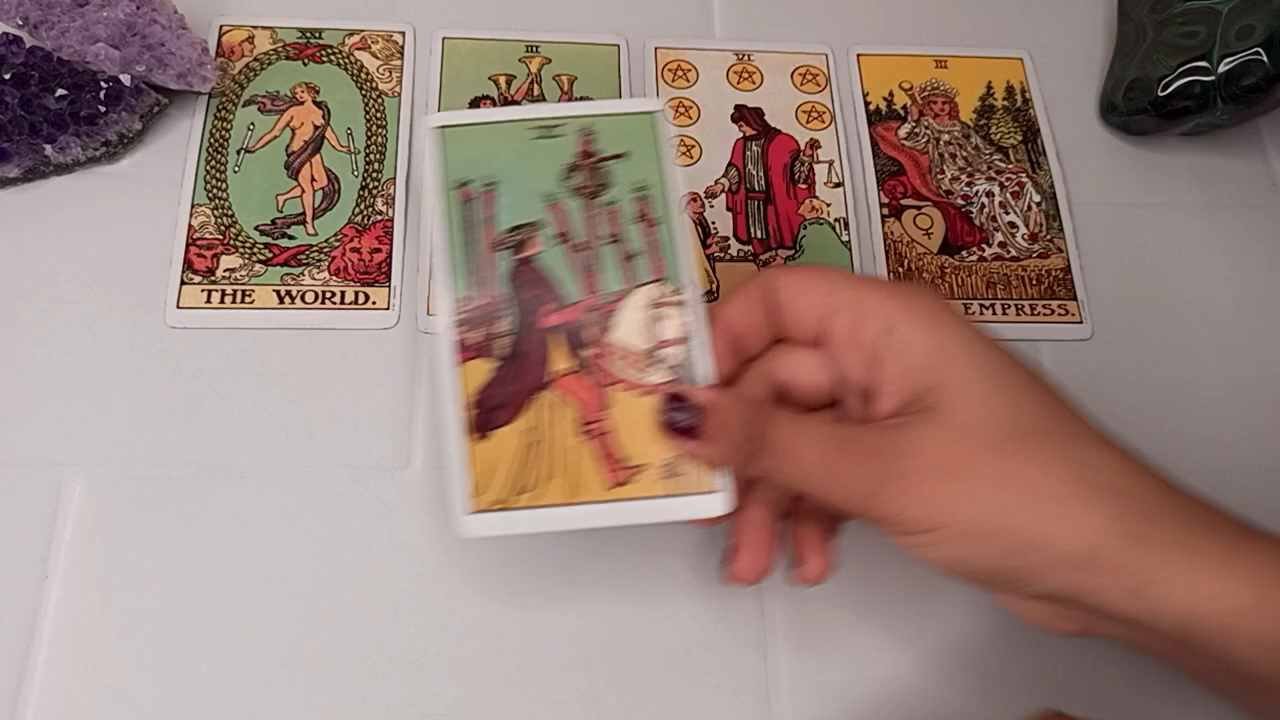 XXI
THE WORLD.
III
VI
III
EMPRESS.